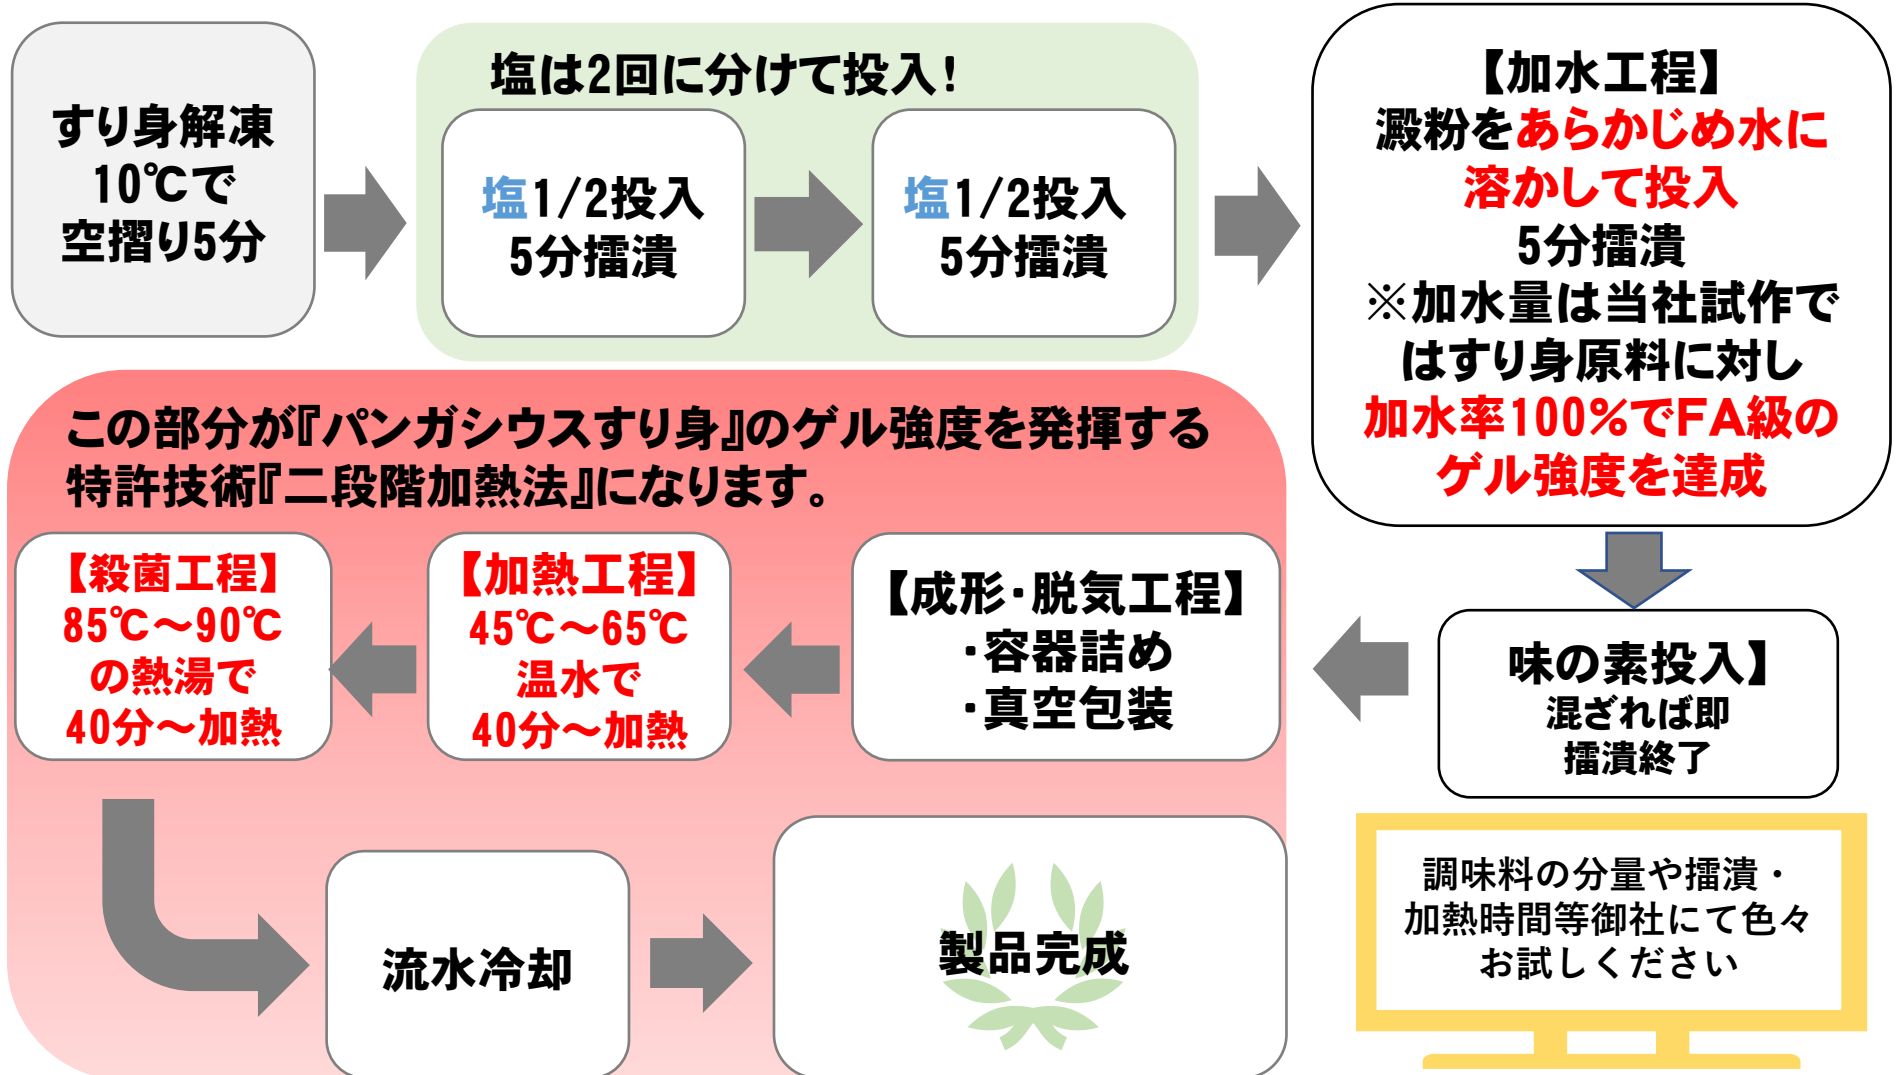 すり身解凍
10℃で
空摺り5分
塩は2回に分けて投入！
塩1/2投入
5分擂潰
塩1/2投入
5分擂潰
【加水工程】
澱粉をあらかじめ水に
溶かして投入
5分擂潰
※加水量は当社試作で
はすり身原料に対し
加水率100%でFA級の
ゲル強度を達成
味の素投入】
混ざれば即
擂潰終了
この部分が『パンガシウスすり身』のゲル強度を発揮する
特許技術『二段階加熱法』になります。
【成形・脱気工程】
・容器詰め
・真空包装
【加熱工程】
45℃～65℃
温水で
40分～加熱
【殺菌工程】
85℃～90℃
の熱湯で
40分～加熱
流水冷却
製品完成
調味料の分量や擂潰・
加熱時間等御社にて色々
お試しください